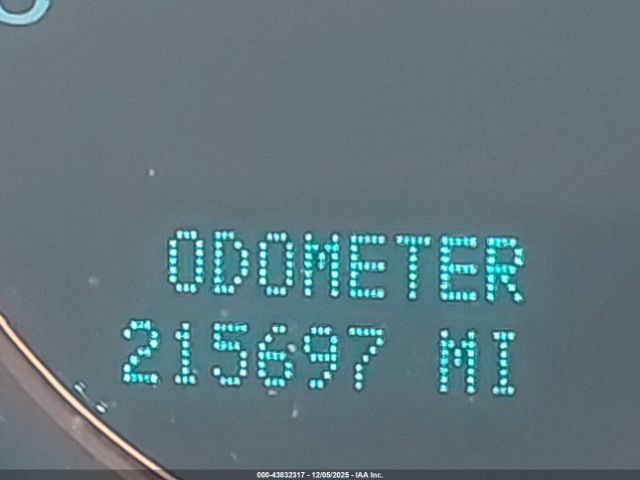 ODOMETER
215697 MI
000-43832317 - 12/05/2025 - IAA Inc.